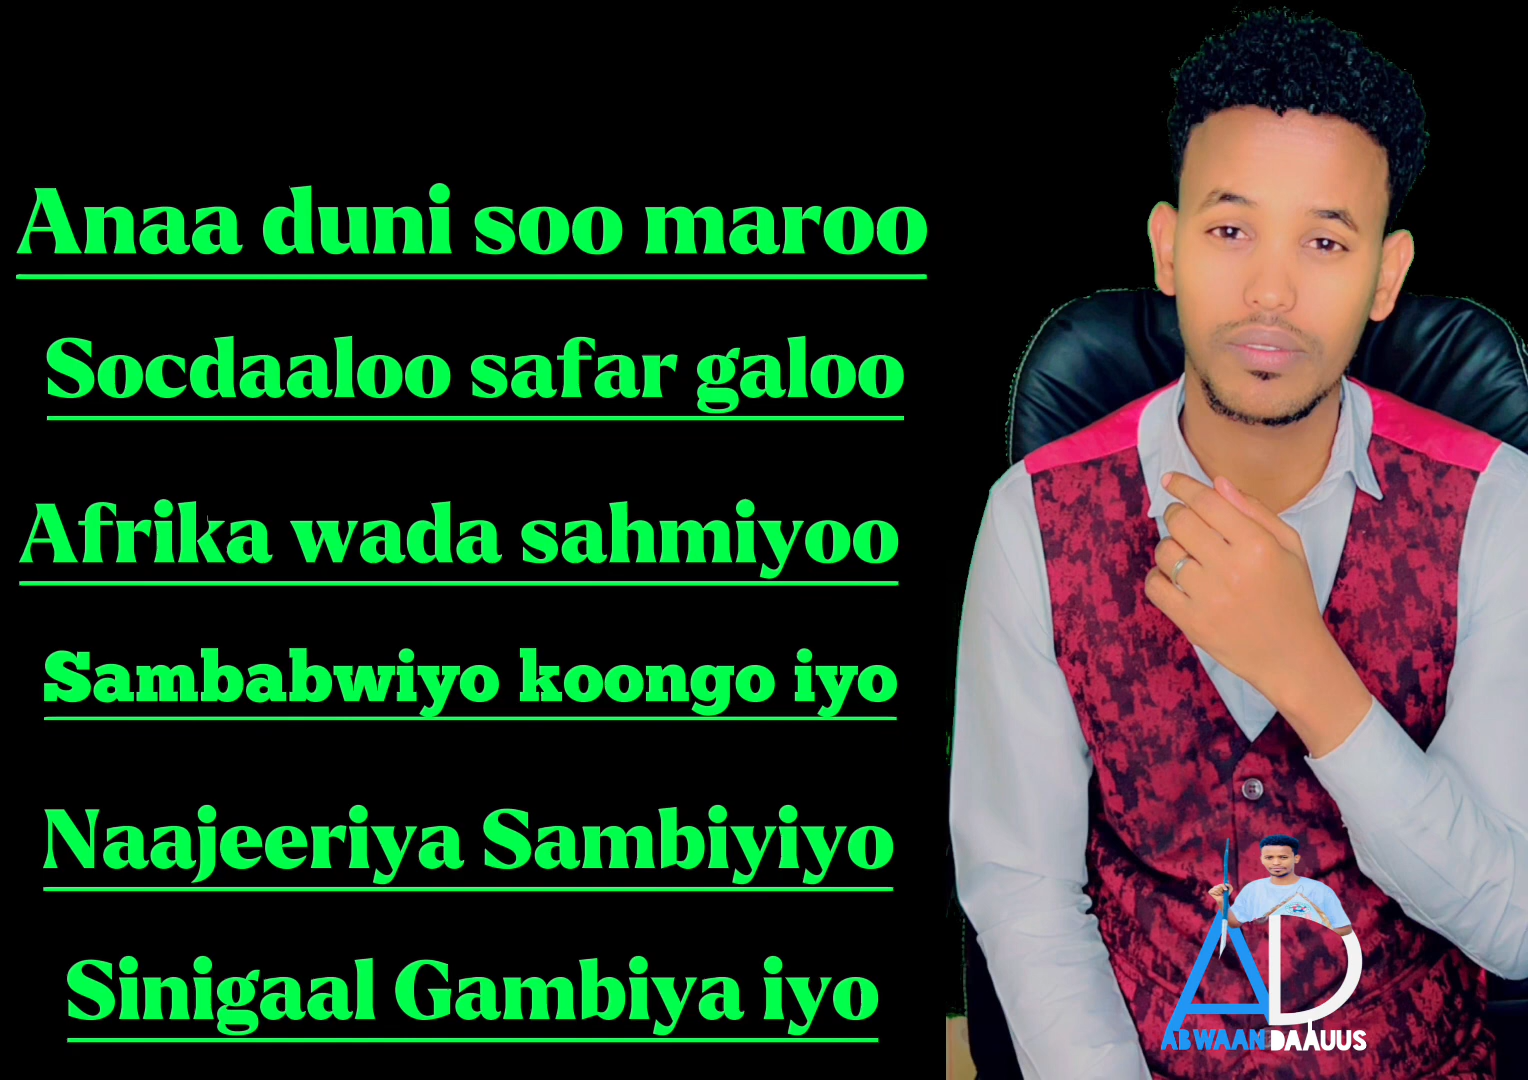 Anaa duni soo maroo
Socdaaloo safar galoo
Afrika wada sahmiyoo
Sambabwiyo koongo iyo
Naajeeriya Sambiyiyo
Sinigaal Gambiya iyo
AD
ABWAAN DAAUUS